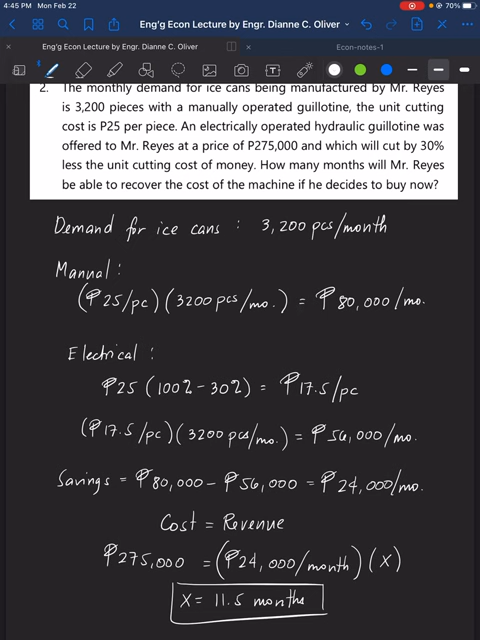 4:45 PM Mon Feb 22
70%
Eng'g Econ Lecture by Engr. Dianne C. Oliver
Eng'g Econ Lecture by Engr. Dianne C. Oliver
Econ-notes-1
2. The monthly demand for ice cans being manufactured by Mr. Reyes
is 3,200 pieces with a manually operated guillotine, the unit cutting
cost is P25 per piece. An electrically operated hydraulic guillotine was
offered to Mr. Reyes at a price of P275,000 and which will cut by 30%
less the unit cutting cost of money. How many months will Mr. Reyes
be able to recover the cost of the machine if he decides to buy now?
Demand for ice cans : 3,200 pcs/month
Manual :
(₱25/pc)(3200 pcs/mo.) = ₱80,000/mo.
Electrical :
₱25 (100% - 30%) = ₱17.5/pc
(₱17.5/pc)(3200 pcs/mo.) = ₱56,000/mo.
Savings = ₱80,000 - ₱56,000 = ₱24,000/mo.
Cost = Revenue
₱275,000 = (₱24,000/month)(X)
X = 11.5 months